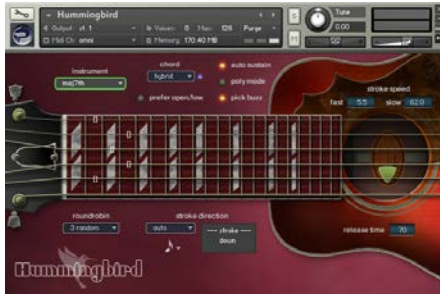 Hummingbird
Output: st. 1
Voices: 0 Max: 128 Purge
Midi Ch: omni
Memory: 170.40 MB
S
M
Tune
0.00
instrument
maj7th
chord
hybrid
auto sustain
poly mode
prefer open/low
pick buzz
stroke speed
fast 5.5 slow 62.0
roundrobin
3 random
stroke direction
auto
---- stroke
down
release time 70
Hummingbird